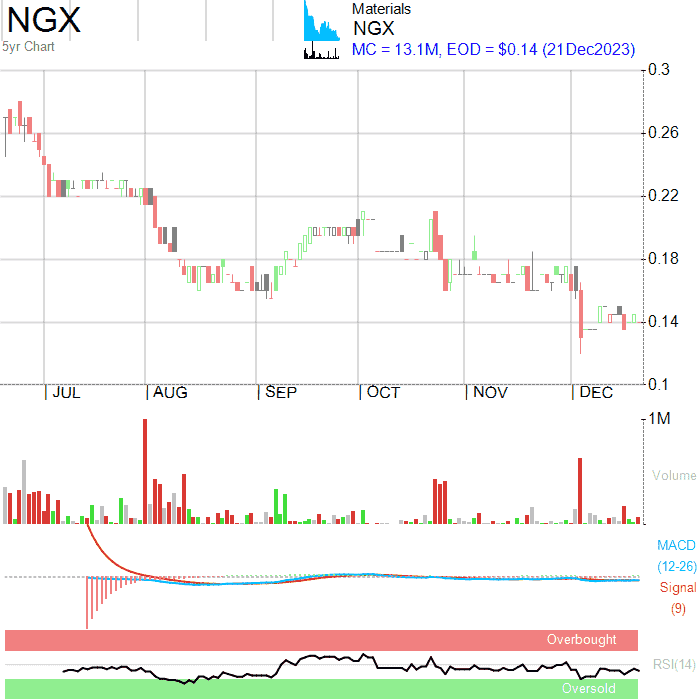 NGX
5yr Chart
Materials
NGX
MC = 13.1M, EOD = $0.14 (21Dec2023)
0.3
0.26
0.22
0.18
0.14
0.1
JUL AUG SEP OCT NOV DEC
1M
Volume
MACD
(12-26)
Signal
(9)
Overbought
RSI(14)
Oversold